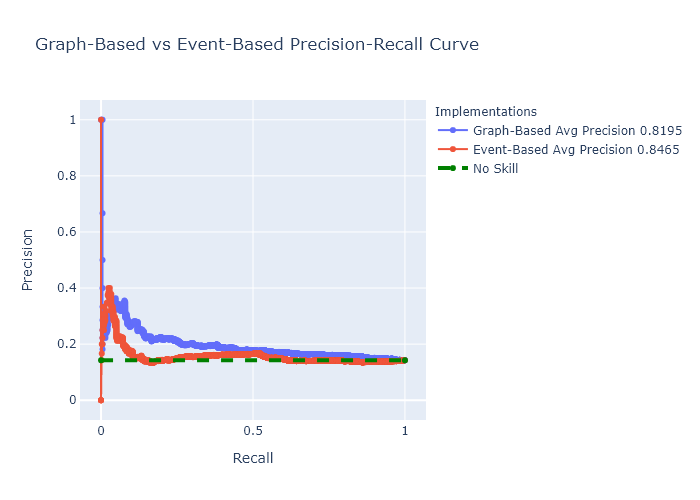 Graph-Based vs Event-Based Precision-Recall Curve
Implementations
Graph-Based Avg Precision 0.8195
Event-Based Avg Precision 0.8465
No Skill
Precision
1
0.8
0.6
0.4
0.2
0
0
0.5
1
Recall